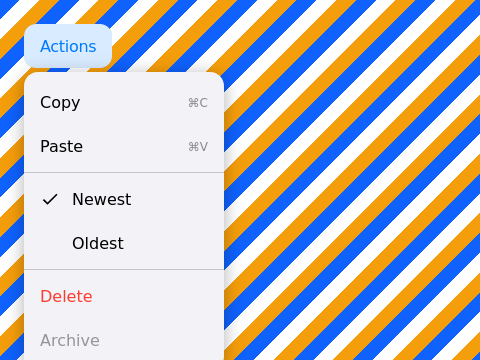 Actions
Copy ⌘C
Paste ⌘V
Newest
Oldest
Delete
Archive